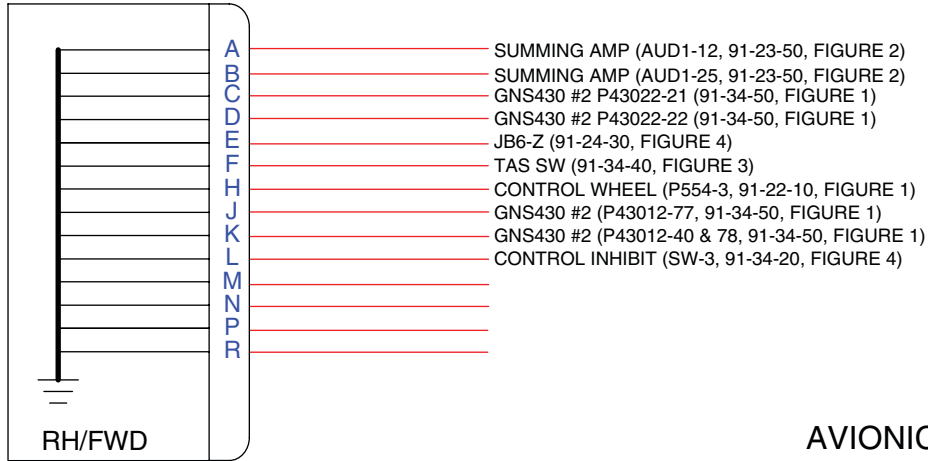 A SUMMING AMP (AUD1-12, 91-23-50, FIGURE 2)
B SUMMING AMP (AUD1-25, 91-23-50, FIGURE 2)
C GNS430 #2 P43022-21 (91-34-50, FIGURE 1)
D GNS430 #2 P43022-22 (91-34-50, FIGURE 1)
E JB6-Z (91-24-30, FIGURE 4)
F TAS SW (91-34-40, FIGURE 3)
H CONTROL WHEEL (P554-3, 91-22-10, FIGURE 1)
J GNS430 #2 (P43012-77, 91-34-50, FIGURE 1)
K GNS430 #2 (P43012-40 & 78, 91-34-50, FIGURE 1)
L CONTROL INHIBIT (SW-3, 91-34-20, FIGURE 4)
M
N
P
R
RH/FWD
AVIONIC